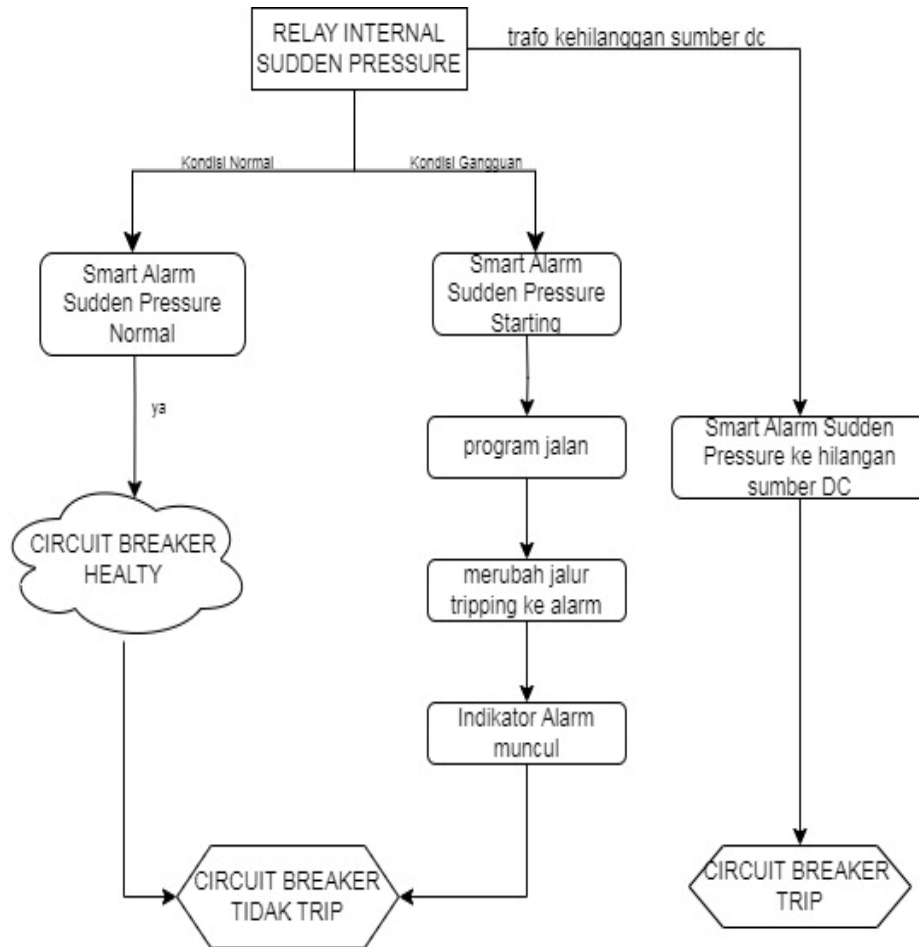 RELAY INTERNAL
SUDDEN PRESSURE
trafo kehilanggan sumber dc
Kondisi Normal
Kondisi Gangguan
Smart Alarm
Sudden Pressure
Normal
Smart Alarm
Sudden Pressure
Starting
ya
program jalan
Smart Alarm Sudden
Pressure ke hilangan
sumber DC
CIRCUIT BREAKER
HEALTY
merubah jalur
tripping ke alarm
Indikator Alarm
muncul
CIRCUIT BREAKER
TIDAK TRIP
CIRCUIT BREAKER
TRIP